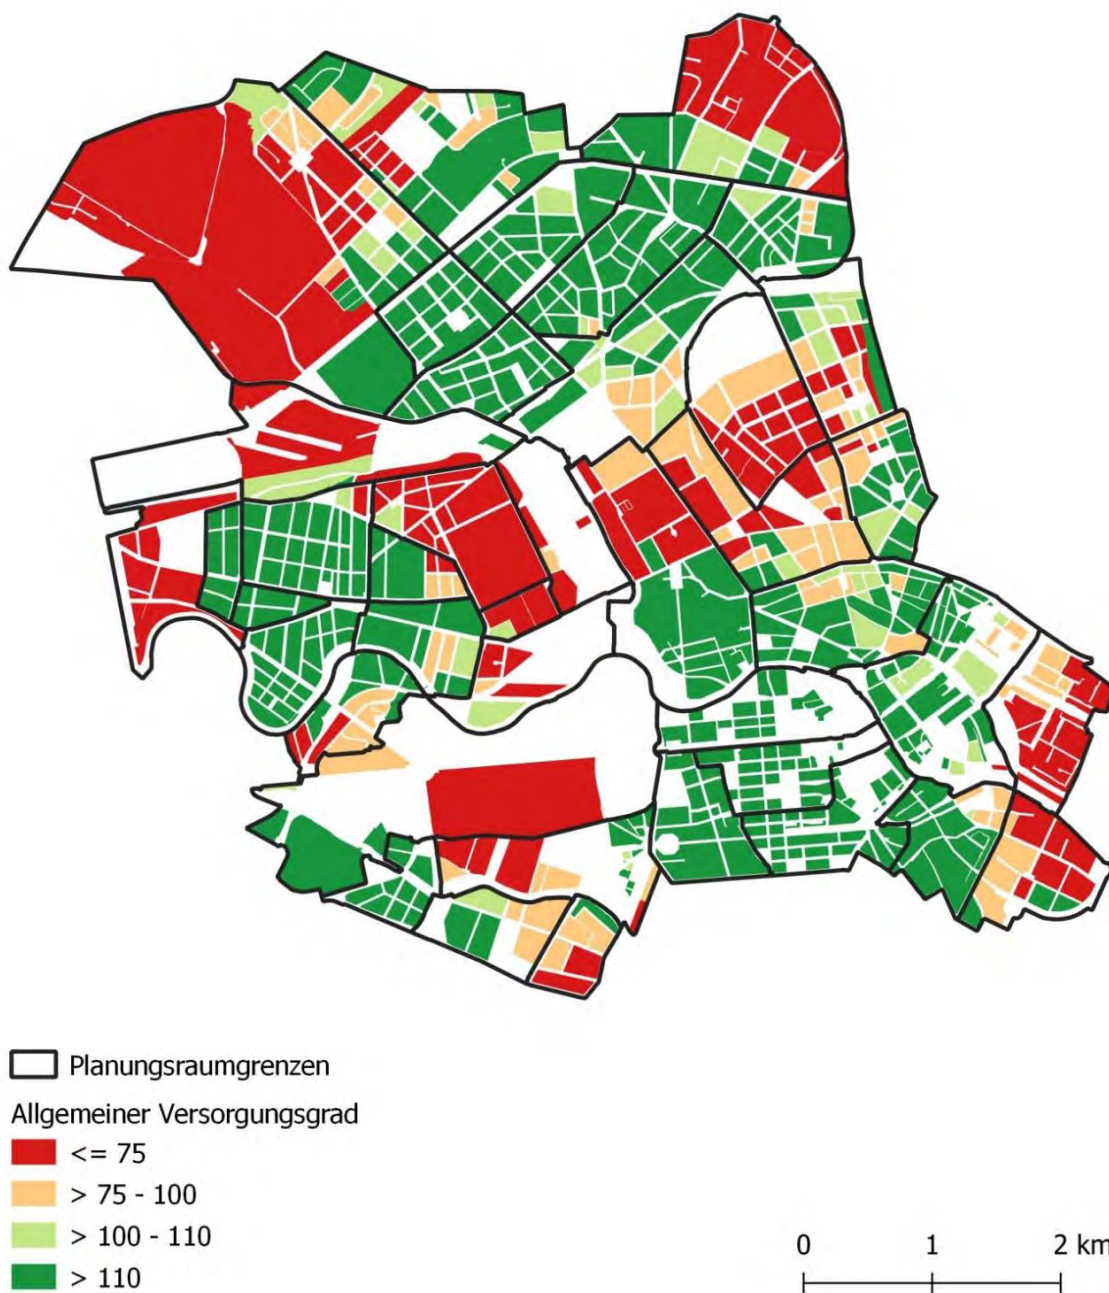 Planungsraumgrenzen
Allgemeiner Versorgungsgrad
<= 75
> 75 - 100
> 100 - 110
> 110
0 1 2 km